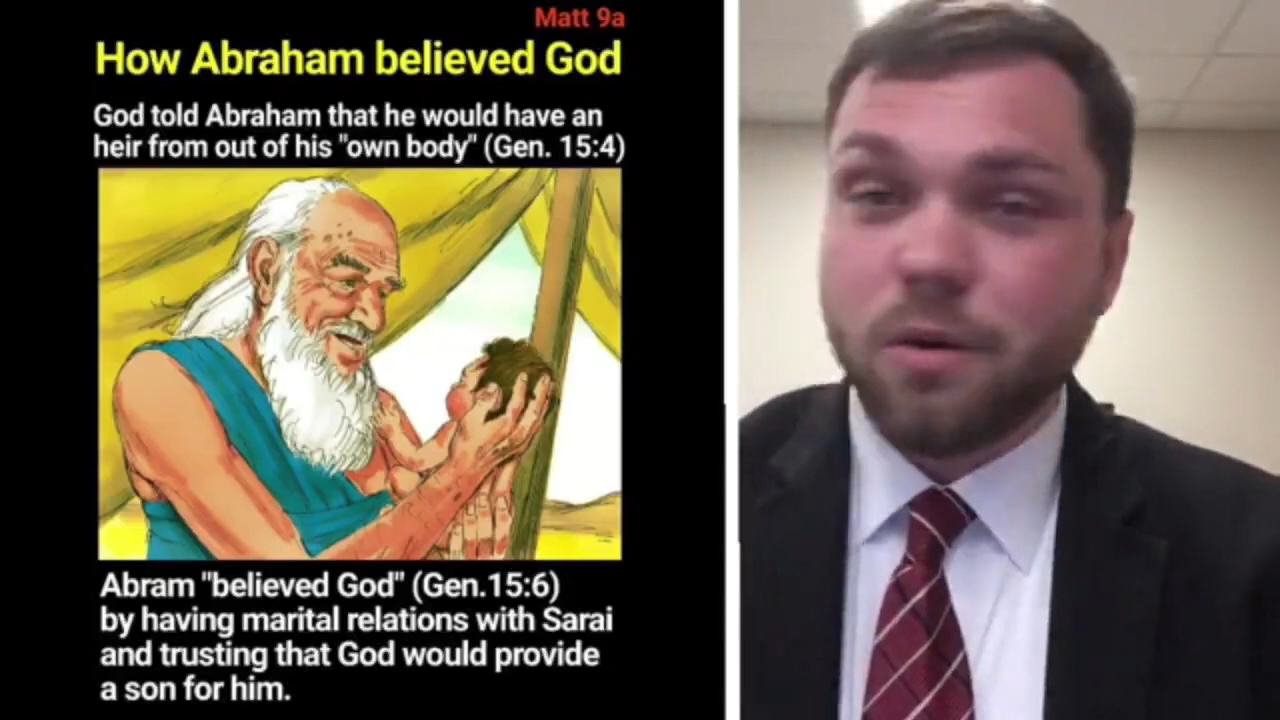 Matt 9a
How Abraham believed God
God told Abraham that he would have an
heir from out of his "own body" (Gen. 15:4)
Abram "believed God" (Gen.15:6)
by having marital relations with Sarai
and trusting that God would provide
a son for him.